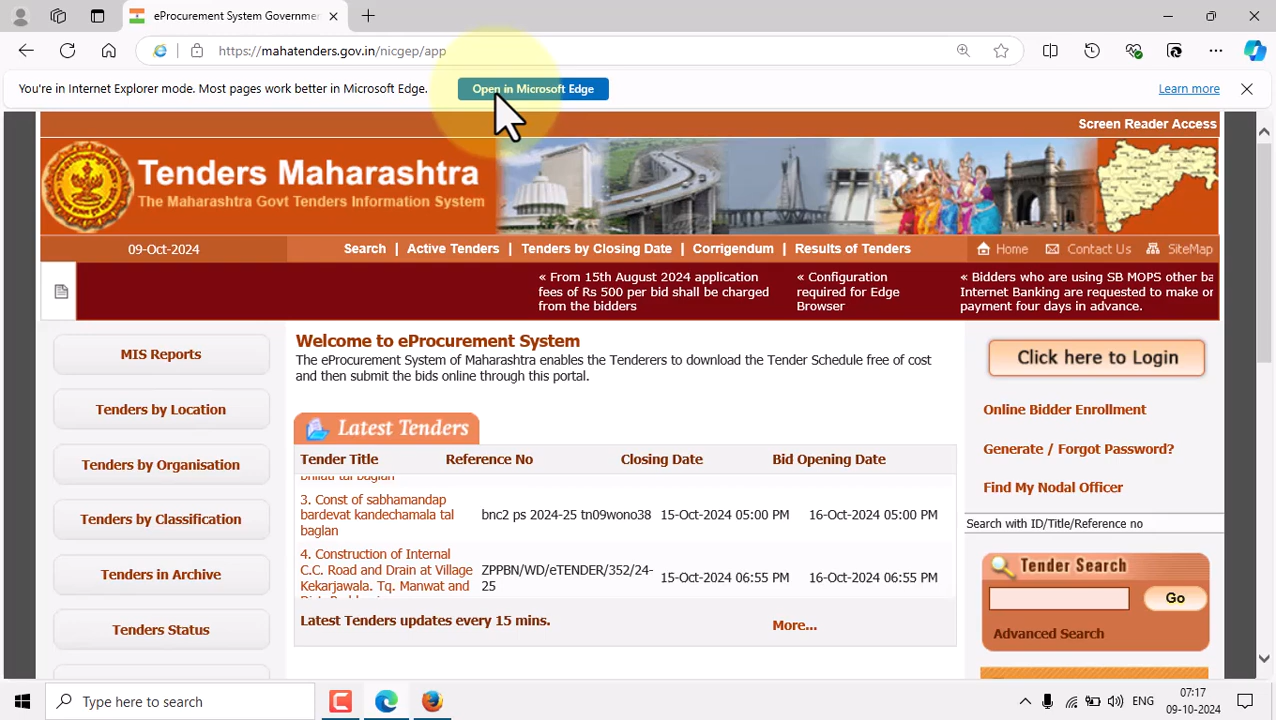 eProcurement System Governmen
https://mahatenders.gov.in/nicgep/app
You're in Internet Explorer mode. Most pages work better in Microsoft Edge.
Open in Microsoft Edge
Learn more
Screen Reader Access
Tenders Maharashtra
The Maharashtra Govt Tenders Information System
09-Oct-2024
Search | Active Tenders | Tenders by Closing Date | Corrigendum | Results of Tenders
Home
Contact Us
SiteMap
« From 15th August 2024 application
fees of Rs 500 per bid shall be charged
from the bidders
« Configuration
required for Edge
Browser
« Bidders who are using SB MOPS other ba
Internet Banking are requested to make on
payment four days in advance.
MIS Reports
Tenders by Location
Tenders by Organisation
Tenders by Classification
Tenders in Archive
Tenders Status
Welcome to eProcurement System
The eProcurement System of Maharashtra enables the Tenderers to download the Tender Schedule free of cost
and then submit the bids online through this portal.
Latest Tenders
Tender Title Reference No Closing Date Bid Opening Date
3. Const of sabhamandap
bardevat kandechamala tal
baglan
bnc2 ps 2024-25 tn09wono38
15-Oct-2024 05:00 PM
16-Oct-2024 05:00 PM
4. Construction of Internal
C.C. Road and Drain at Village
Kekarjawala. Tq. Manwat and
ZPPBN/WD/eTENDER/352/24-
25
15-Oct-2024 06:55 PM
16-Oct-2024 06:55 PM
Latest Tenders updates every 15 mins.
More...
Click here to Login
Online Bidder Enrollment
Generate / Forgot Password?
Find My Nodal Officer
Search with ID/Title/Reference no
Tender Search
Go
Advanced Search
Type here to search
ENG
07:17
09-10-2024